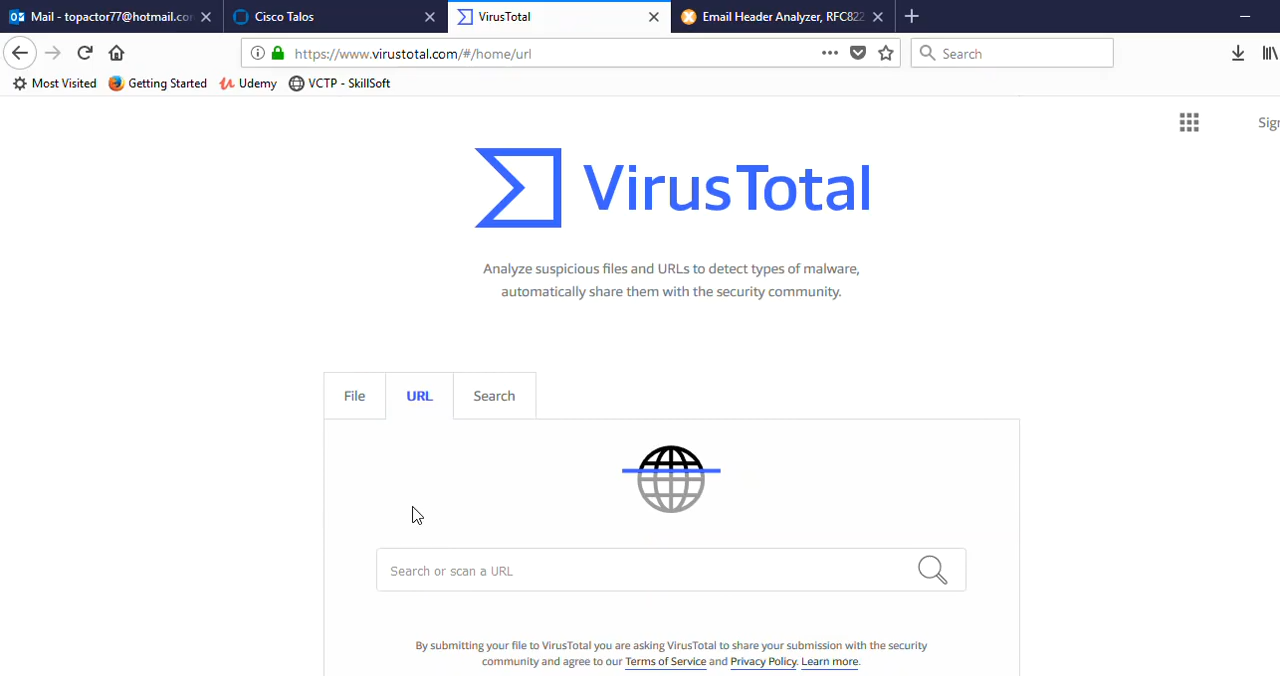 Mail - topactor77@hotmail.co
Cisco Talos
VirusTotal
Email Header Analyzer, RFC822
https://www.virustotal.com/#/home/url
Search
Most Visited
Getting Started
Udemy
VCTP - SkillSoft
Sign
VirusTotal
Analyze suspicious files and URLs to detect types of malware,
automatically share them with the security community.
File
URL
Search
Search or scan a URL
By submitting your file to VirusTotal you are asking VirusTotal to share your submission with the security
community and agree to our Terms of Service and Privacy Policy. Learn more.